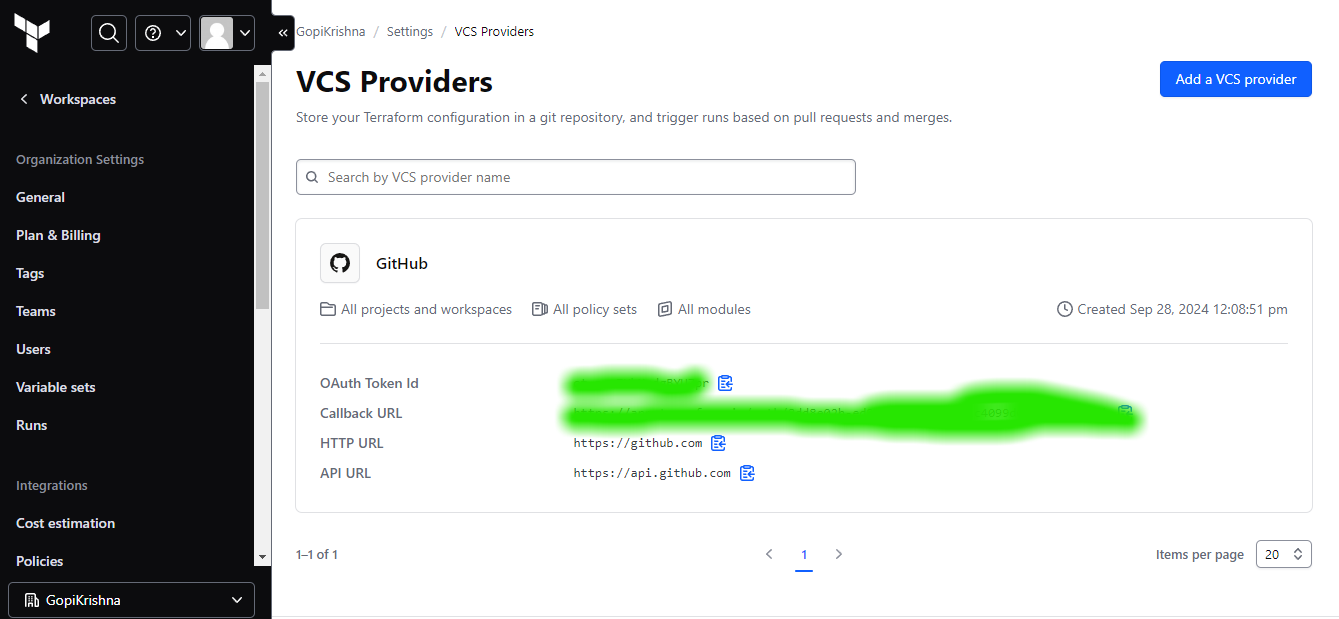 GopiKrishna / Settings / VCS Providers
Workspaces
Organization Settings
General
Plan & Billing
Tags
Teams
Users
Variable sets
Runs
Integrations
Cost estimation
Policies
GopiKrishna
VCS Providers
Add a VCS provider
Store your Terraform configuration in a git repository, and trigger runs based on pull requests and merges.
Search by VCS provider name
GitHub
All projects and workspaces All policy sets All modules Created Sep 28, 2024 12:08:51 pm
OAuth Token Id
Callback URL
HTTP URL https://github.com
API URL https://api.github.com
1–1 of 1 1 Items per page 20